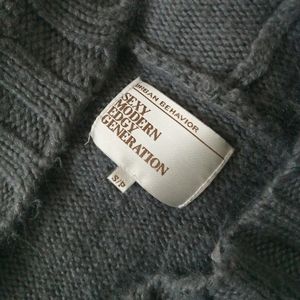 URBAN BEHAVIOR
SEXY
MODERN
EDGY
GENERATION
S/P